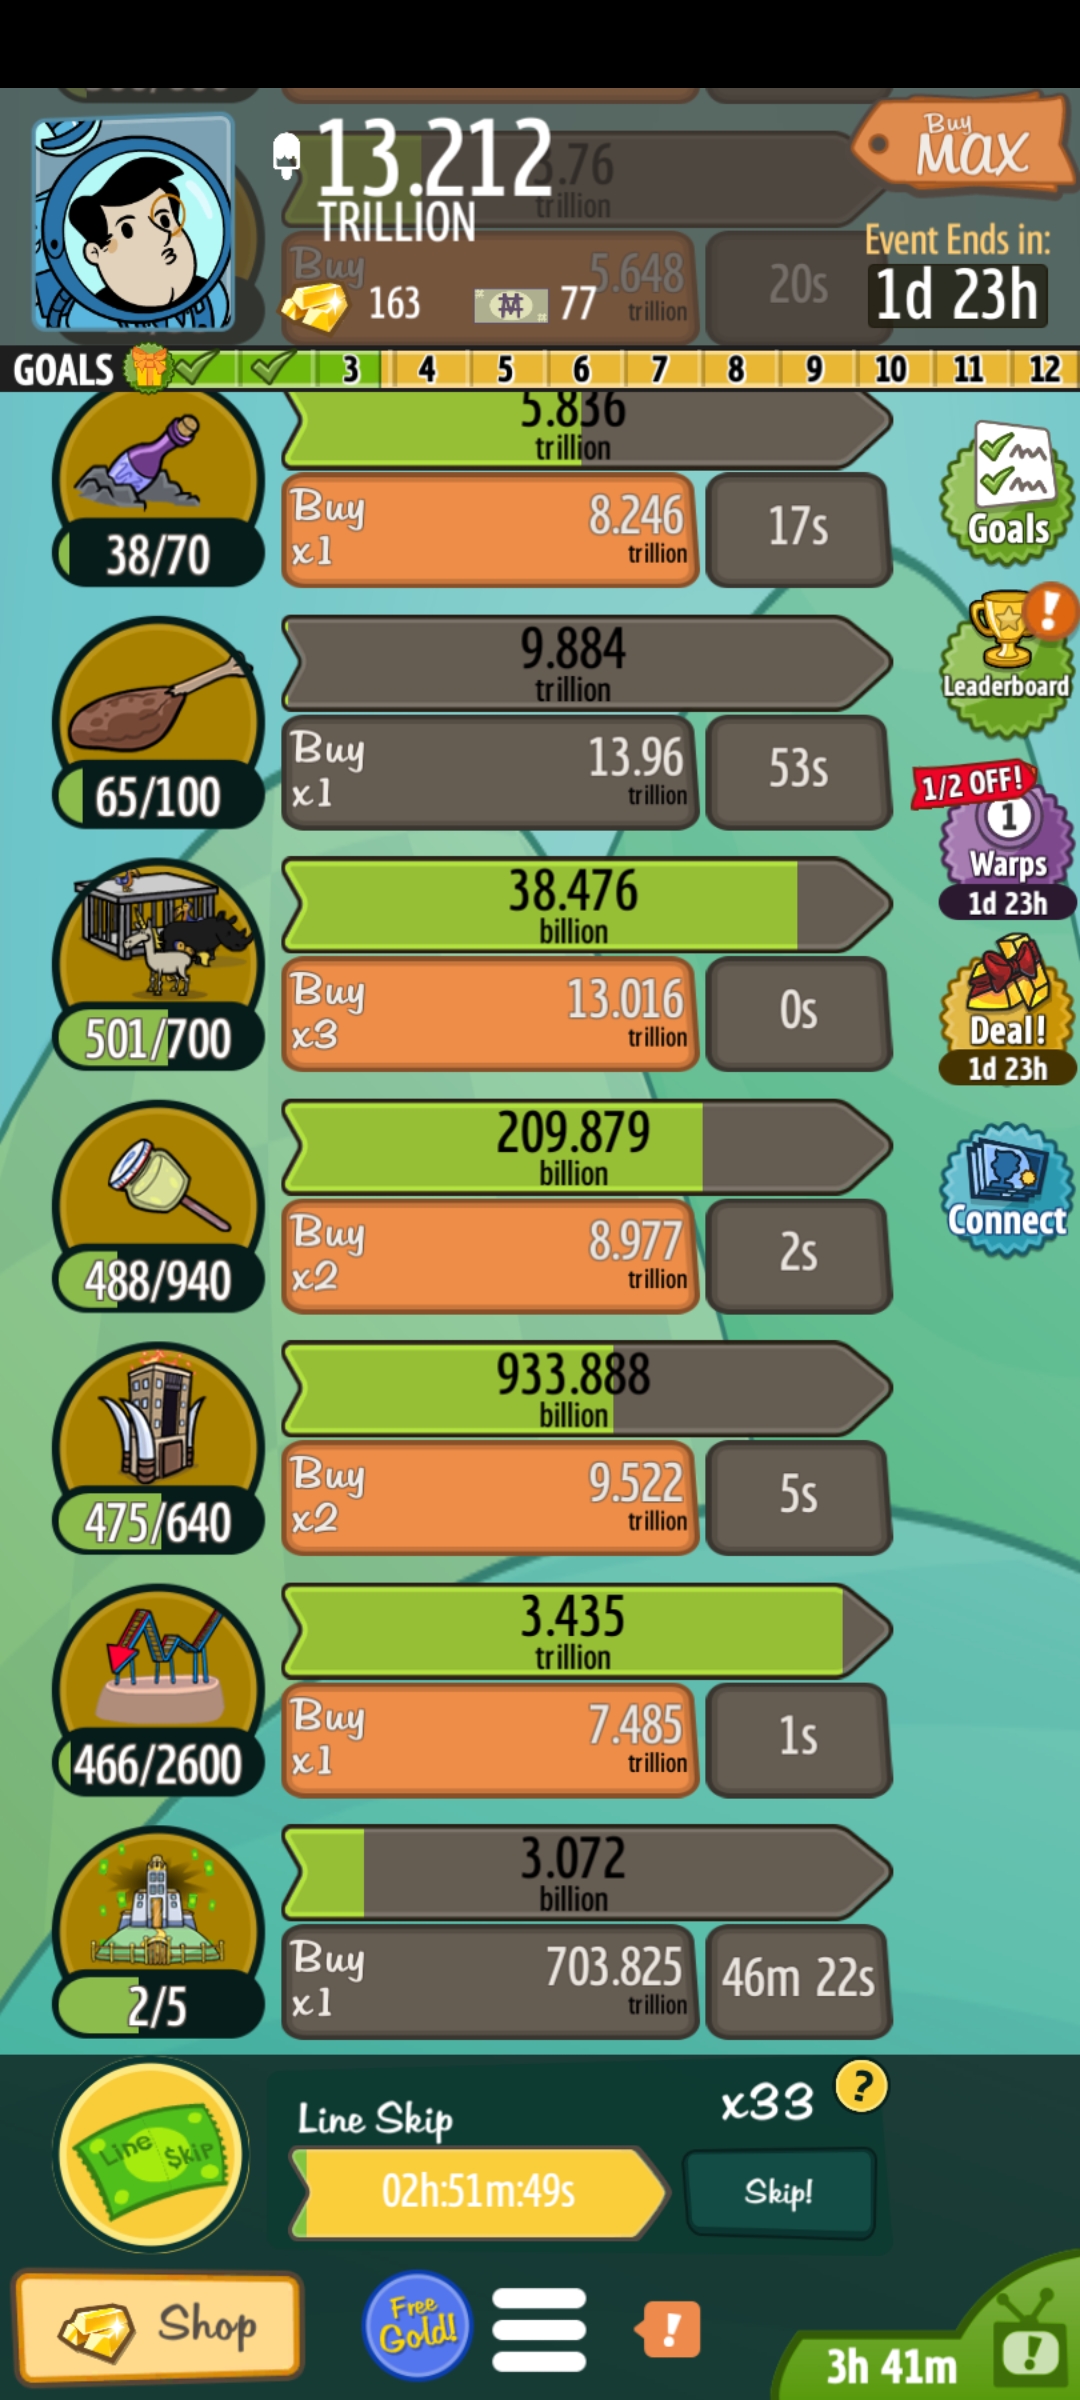 13.212
TRILLION
3.76
trillion
Buy
5.648
trillion
20s
163
77
Buy
MAX
Event Ends in:
1d 23h
GOALS 3 4 5 6 7 8 9 10 11 12
5.836
trillion
Buy
x1
8.246
trillion
17s
38/70
Goals
9.884
trillion
Buy
x1
13.96
trillion
53s
65/100
!
Leaderboard
1/2 OFF!
1
Warps
1d 23h
38.476
billion
Buy
x3
13.016
trillion
0s
501/700
Deal!
1d 23h
209.879
billion
Buy
x2
8.977
trillion
2s
488/940
Connect
933.888
billion
Buy
x2
9.522
trillion
5s
475/640
3.435
trillion
Buy
x1
7.485
trillion
1s
466/2600
3.072
billion
Buy
x1
703.825
trillion
46m 22s
2/5
Line $kip
Line Skip
x33
?
02h:51m:49s
Skip!
Shop
Free
Gold!
!
3h 41m
!